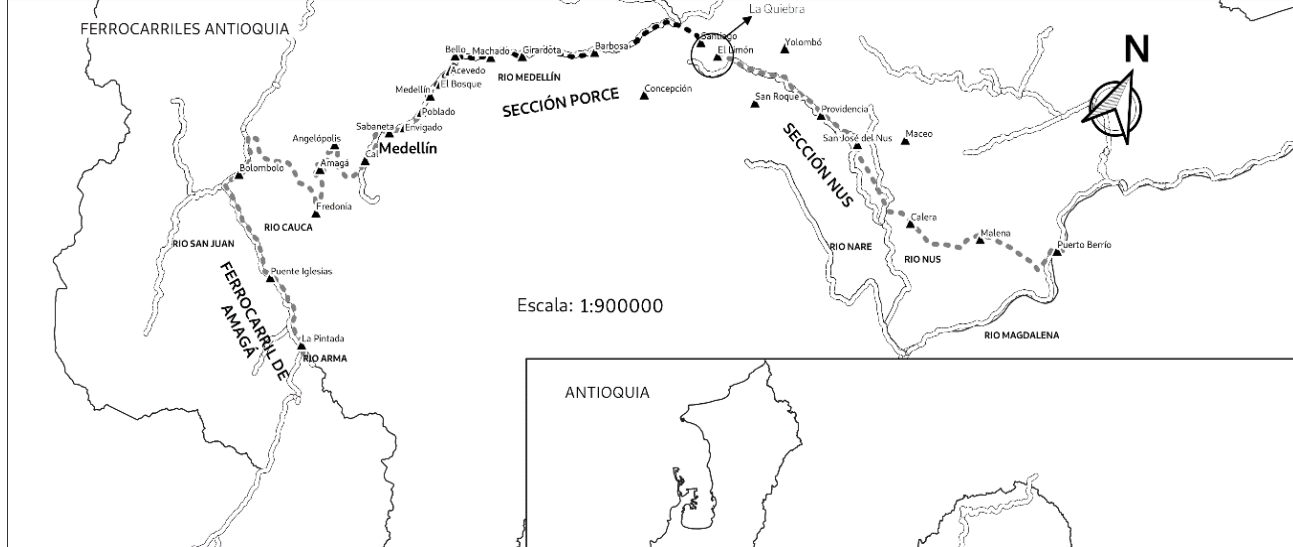 La Quiebra
FERROCARRILES ANTIOQUIA
Santiago
N
Yolombó
Bello
Machado
Girardota
Barbosa
El Limón
Acevedo
RIO MEDELLÍN
El Bosque
Medellín
Concepción
SECCIÓN PORCE
San Roque
Providencia
Poblado
Sabaneta
Envigado
Angelópolis
Medellín
San José del Nus
Maceo
Cal
Amagá
Bolombolo
SECCIÓN NUS
Fredonia
Calera
RIO CAUCA
Malena
RIO SAN JUAN
Puerto Berrío
RIO NARE
RIO NUS
Puente Iglesias
FERROCARRIL DE
AMAGÁ
Escala: 1:900000
La Pintada
RIO MAGDALENA
RIO ARMA
ANTIOQUIA